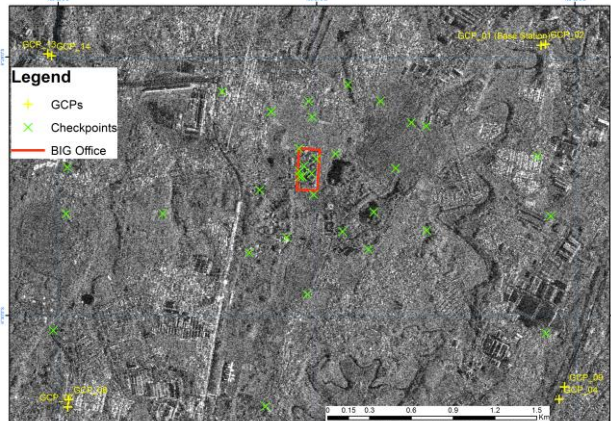 GCP_13
GCP_14
GCP_01 (Base Station)
GCP_02
Legend
GCPs
Checkpoints
BIG Office
GCP_04
0 0.15 0.3 0.6 0.9 1.2 1.5
Km